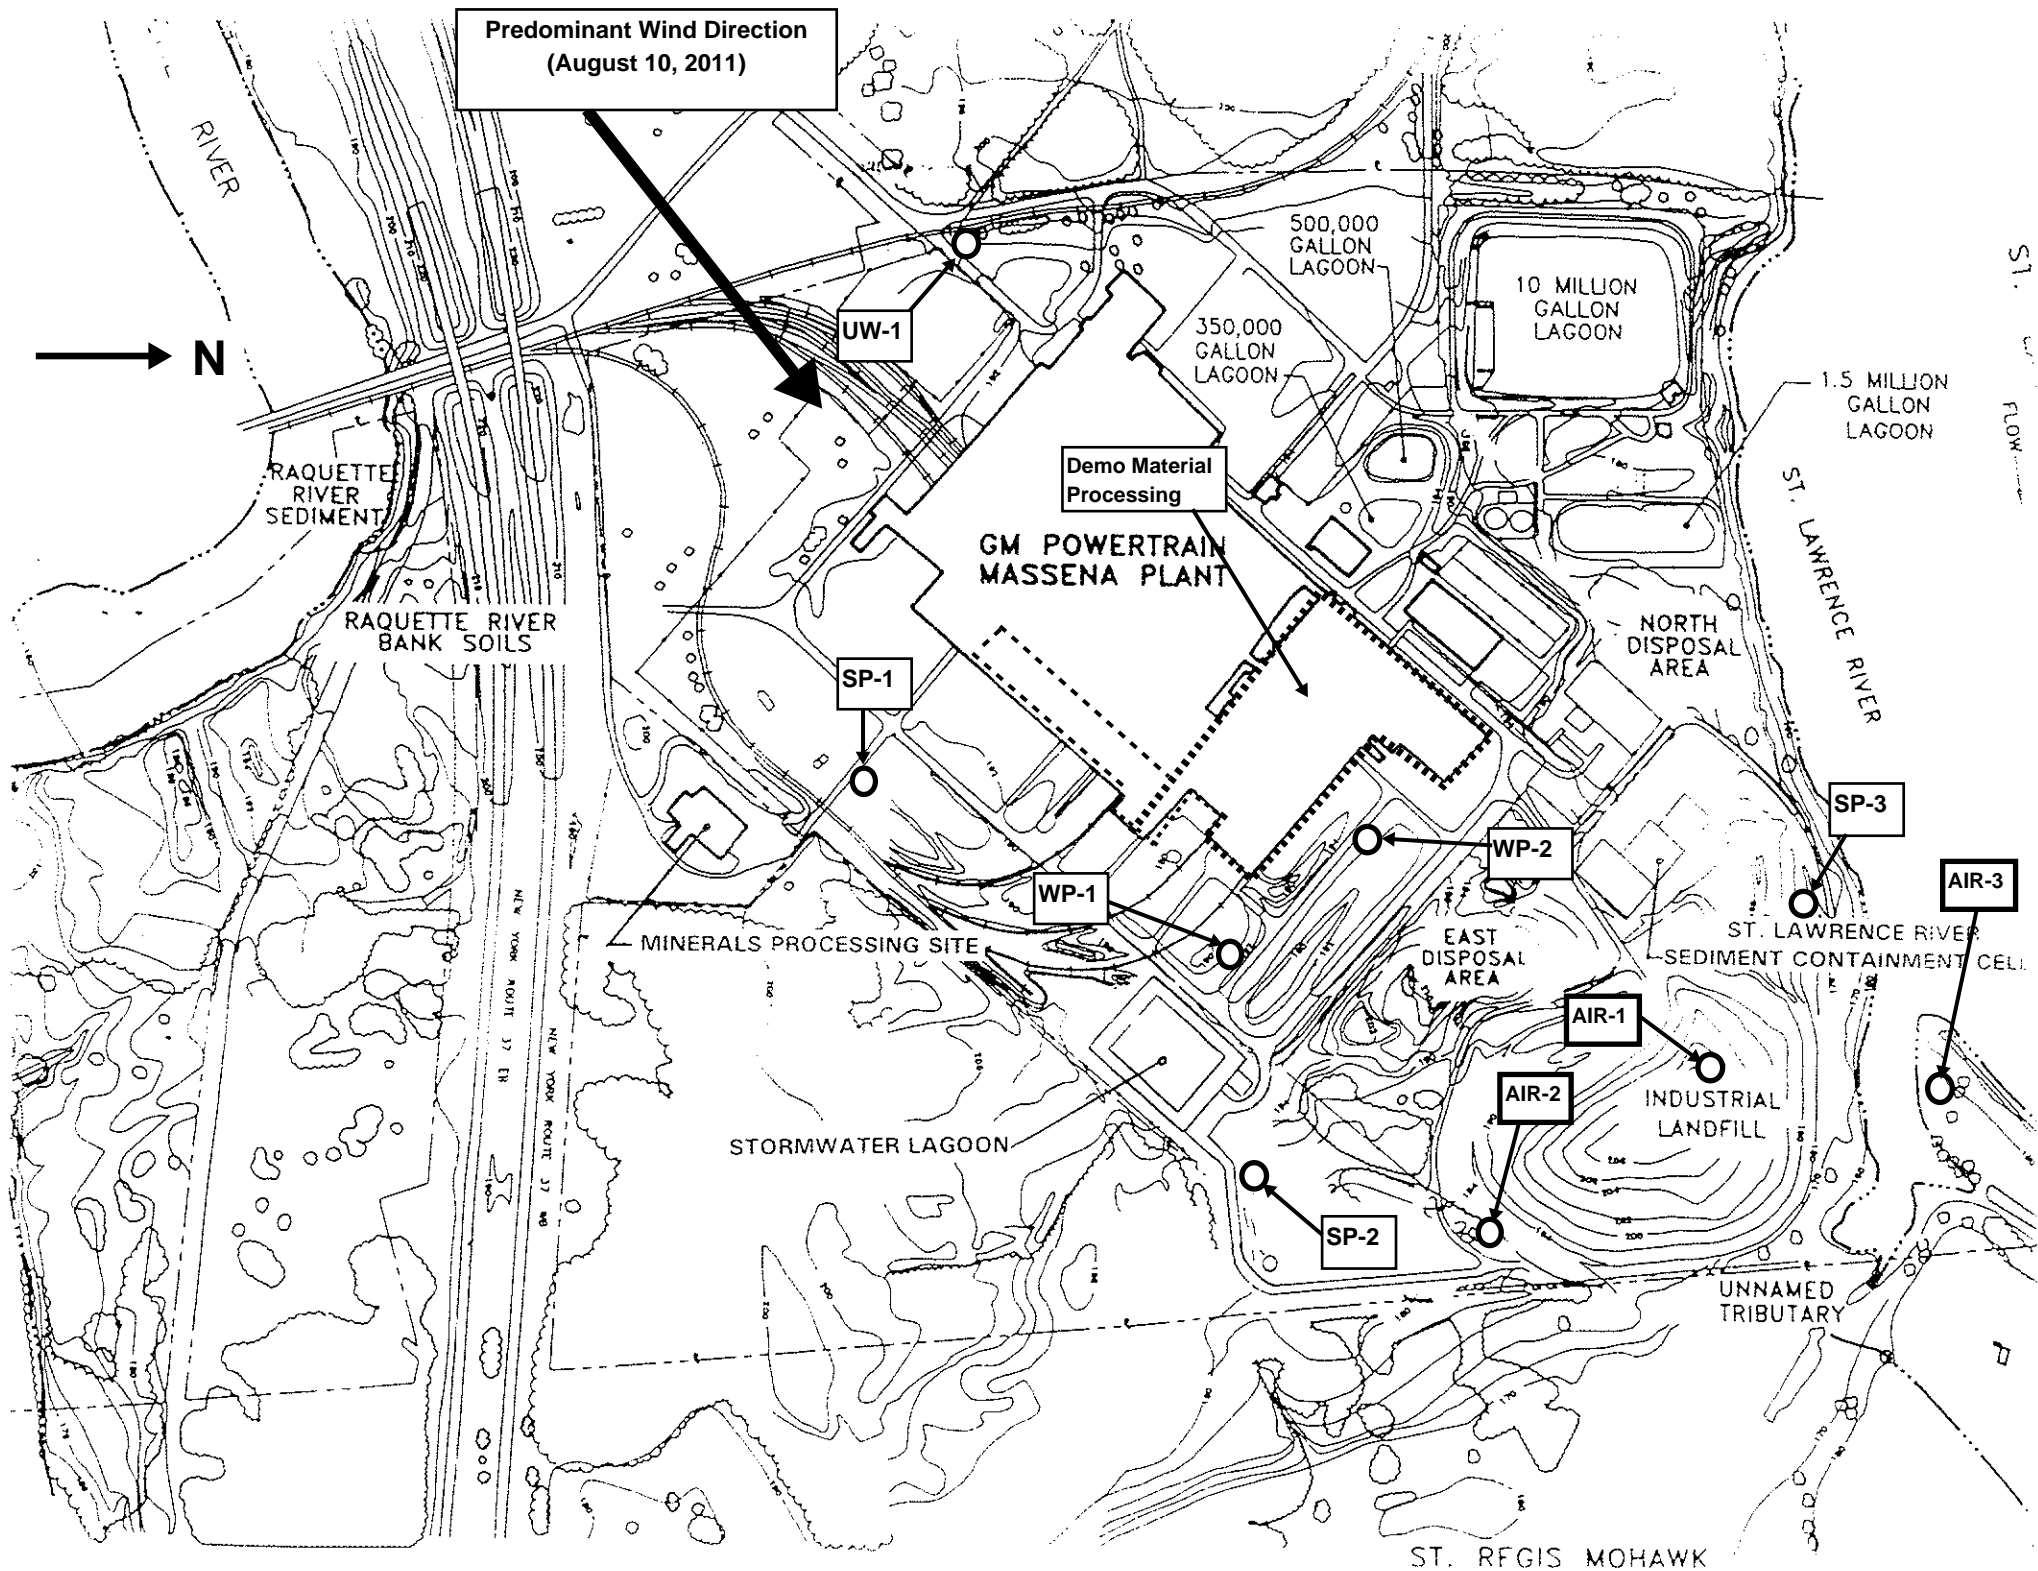 Predominant Wind Direction
(August 10, 2011)
RIVER
N
UW-1
500,000
GALLON
LAGOON
10 MILLION
GALLON
LAGOON
350,000
GALLON
LAGOON
1.5 MILLION
GALLON
LAGOON
ST.
FLOW
RAQUETTE
RIVER
SEDIMENT
Demo Material
Processing
ST. LAWRENCE RIVER
GM POWERTRAIN
MASSENA PLANT
RAQUETTE RIVER
BANK SOILS
NORTH
DISPOSAL
AREA
SP-1
SP-3
WP-2
WP-1
AIR-3
MINERALS PROCESSING SITE
EAST
DISPOSAL
AREA
ST. LAWRENCE RIVER
SEDIMENT CONTAINMENT CELL
NEW YORK ROUTE 37 EB
NEW YORK ROUTE 37 WB
AIR-1
AIR-2
INDUSTRIAL
LANDFILL
STORMWATER LAGOON
SP-2
UNNAMED
TRIBUTARY
ST. REGIS MOHAWK